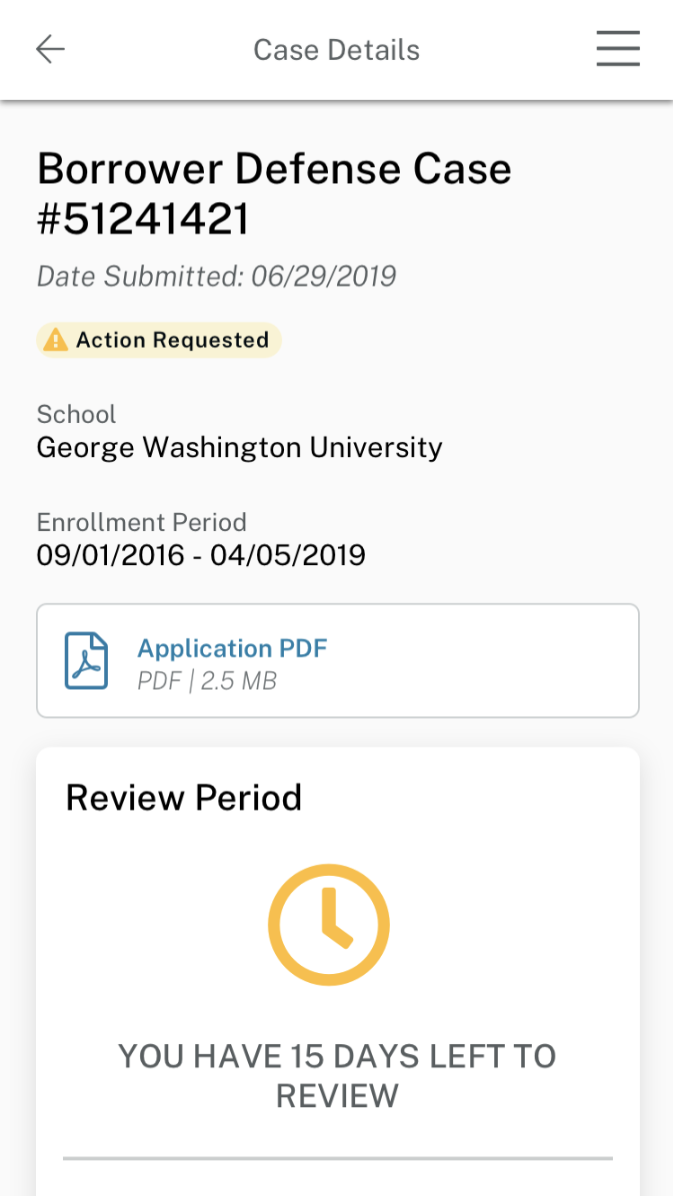 Case Details
Borrower Defense Case
#51241421
Date Submitted: 06/29/2019
Action Requested
School
George Washington University
Enrollment Period
09/01/2016 - 04/05/2019
Application PDF
PDF | 2.5 MB
Review Period
YOU HAVE 15 DAYS LEFT TO
REVIEW